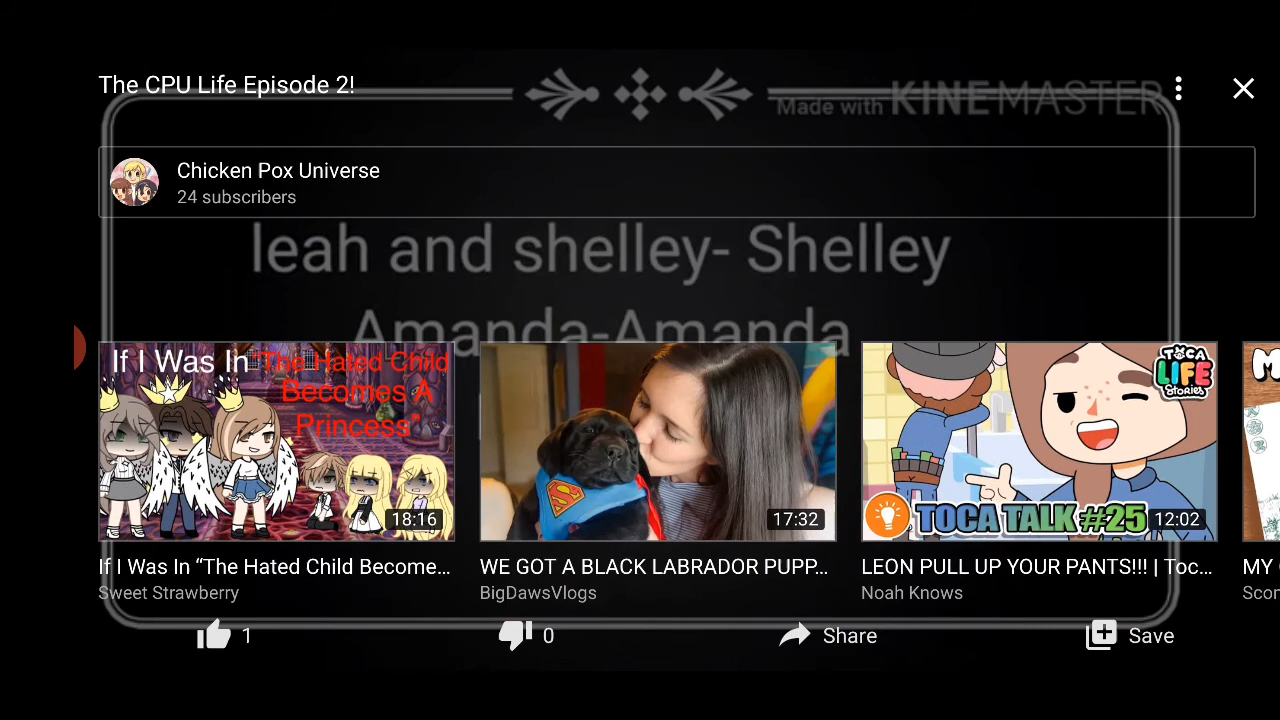 The CPU Life Episode 2!
Made with KINEMASTER
Chicken Pox Universe
24 subscribers
leah and shelley- Shelley
Amanda-Amanda
If I Was In "The Hated Child
Becomes A
Princess"
18:16
17:32
TOCA
LIFE
Stories
TOCA TALK #25
12:02
If I Was In “The Hated Child Become...
WE GOT A BLACK LABRADOR PUPP...
LEON PULL UP YOUR PANTS!!! | Toc...
MY
Sweet Strawberry
BigDawsVlogs
Noah Knows
1
0
Share
Save